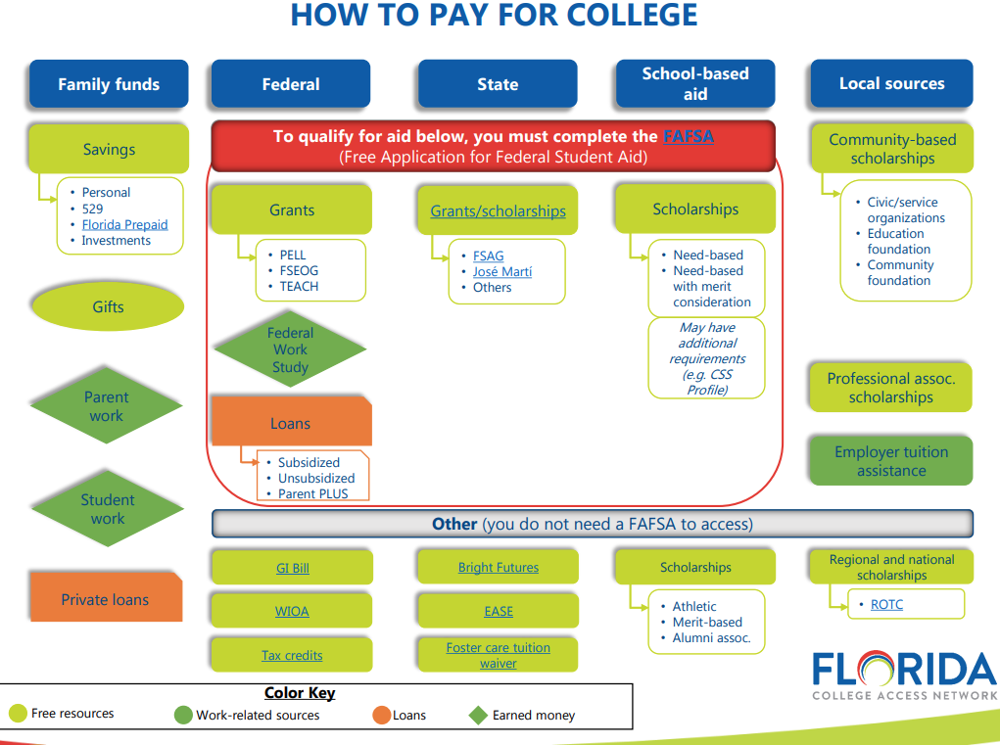 HOW TO PAY FOR COLLEGE
Family funds
Federal
State
School-based
aid
Local sources
To qualify for aid below, you must complete the FAFSA
(Free Application for Federal Student Aid)
Savings
• Personal
• 529
• Florida Prepaid
• Investments
Gifts
Parent
work
Student
work
Private loans
Grants
• PELL
• FSEOG
• TEACH
Federal
Work
Study
Loans
• Subsidized
• Unsubsidized
• Parent PLUS
Grants/scholarships
• FSAG
• José Martí
• Others
Scholarships
• Need-based
• Need-based
with merit
consideration
May have
additional
requirements
(e.g. CSS
Profile)
Community-based
scholarships
• Civic/service
organizations
• Education
foundation
• Community
foundation
Professional assoc.
scholarships
Employer tuition
assistance
Other (you do not need a FAFSA to access)
GI Bill
WIOA
Tax credits
Bright Futures
EASE
Foster care tuition
waiver
Scholarships
• Athletic
• Merit-based
• Alumni assoc.
Regional and national
scholarships
• ROTC
Color Key
Free resources
Work-related sources
Loans
Earned money
FLORIDA
COLLEGE ACCESS NETWORK